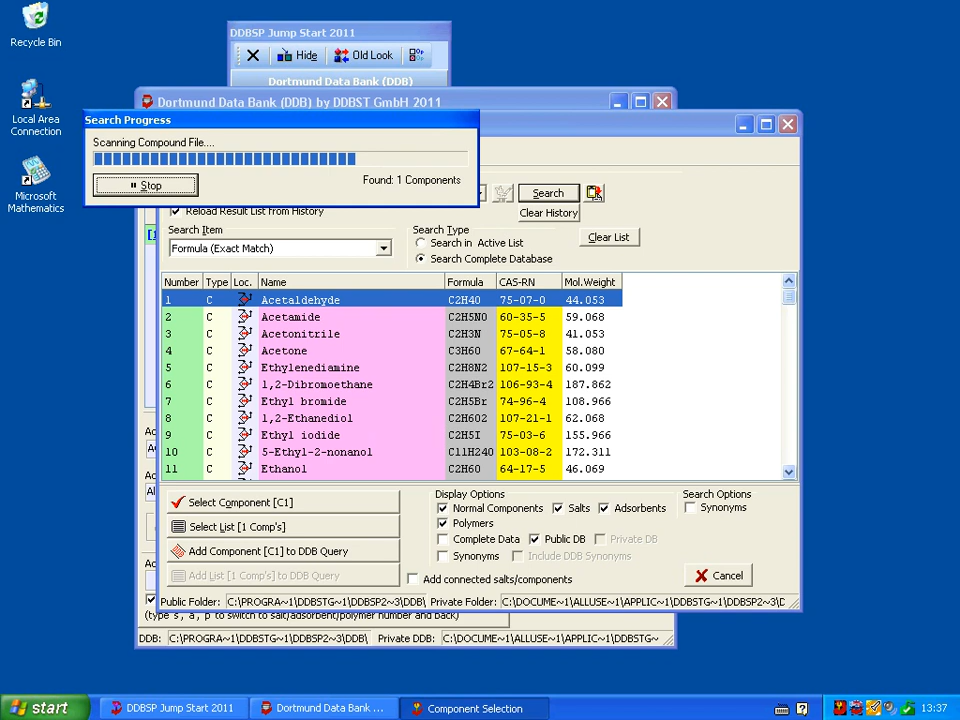 Recycle Bin
Local Area Connection
Microsoft Mathematics
DDBSP Jump Start 2011
Hide Old Look
Dortmund Data Bank (DDB)
Dortmund Data Bank (DDB) by DDBST GmbH 2011
Search Progress
Scanning Compound File....
Stop
Found: 1 Components
Search
Reload Result List from History
Clear History
Search Item
Formula (Exact Match)
Search Type
Search in Active List
Search Complete Database
Clear List
Number Type Loc. Name Formula CAS-RN Mol.Weight
1 C Acetaldehyde C2H4O 75-07-0 44.053
2 C Acetamide C2H5NO 60-35-5 59.068
3 C Acetonitrile C2H3N 75-05-8 41.053
4 C Acetone C3H6O 67-64-1 58.080
5 C Ethylenediamine C2H8N2 107-15-3 60.099
6 C 1,2-Dibromoethane C2H4Br2 106-93-4 187.862
7 C Ethyl bromide C2H5Br 74-96-4 108.966
8 C 1,2-Ethanediol C2H6O2 107-21-1 62.068
9 C Ethyl iodide C2H5I 75-03-6 155.966
10 C 5-Ethyl-2-nonanol C11H24O 103-08-2 172.311
11 C Ethanol C2H6O 64-17-5 46.069
Select Component [C1]
Select List [1 Comp's]
Add Component [C1] to DDB Query
Add List [1 Comp's] to DDB Query
Display Options
Normal Components Salts Adsorbents
Polymers
Complete Data Public DB Private DB
Synonyms Include DDB Synonyms
Search Options
Synonyms
Add connected salts/components
Cancel
Public Folder: C:\PROGRA~1\DDBSTG~1\DDBSP2~3\DDB\ Private Folder: C:\DOCUME~1\ALLUSE~1\APPLIC~1\DDBSTG~1\DDBSP2~3\D
(type s, a, p to switch to salt/adsorbent/polymer number and back)
DDB: C:\PROGRA~1\DDBSTG~1\DDBSP2~3\DDB\ Private DDB: C:\DOCUME~1\ALLUSE~1\APPLIC~1\DDBSTG~
start DDBSP Jump Start 2011 Dortmund Data Bank ... Component Selection 13:37